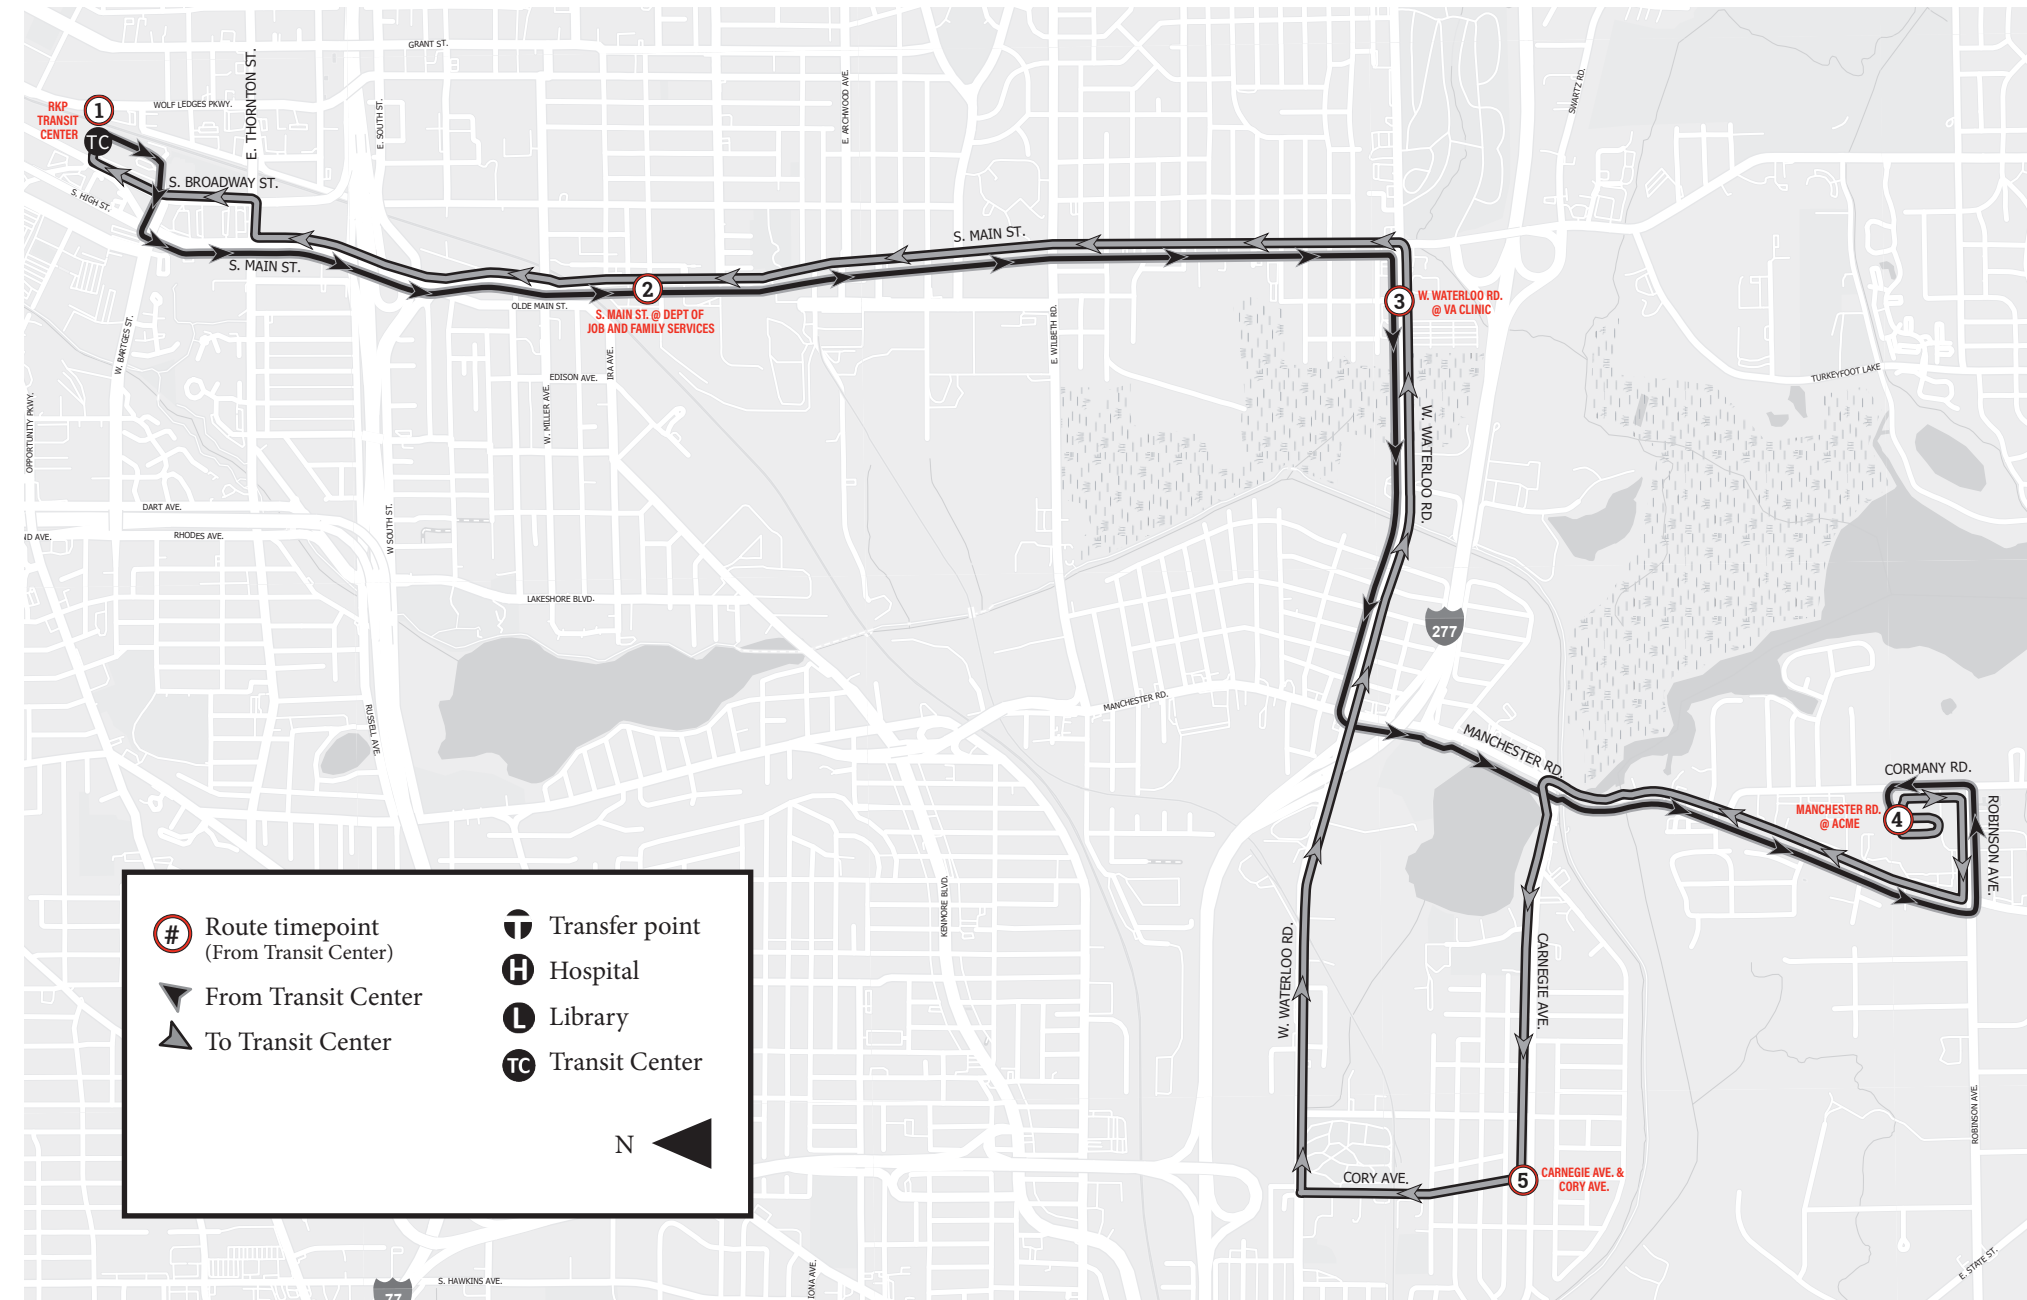 GRANT ST.
E. THORNTON ST.
WOLF LEDGES PKWY.
E. SOUTH ST.
E. ARCHWOOD AVE.
SWARTZ RD.
1
RKP
TRANSIT
CENTER
TC
S. BROADWAY ST.
S. HIGH ST.
S. MAIN ST.
S. MAIN ST.
2
OLDE MAIN ST.
S. MAIN ST. @ DEPT OF
JOB AND FAMILY SERVICES
3
W. WATERLOO RD.
@ VA CLINIC
W. BARTGES ST.
E. WILBETH RD.
IRA AVE.
EDISON AVE.
W. MILLER AVE.
TURKEYFOOT LAKE
OPPORTUNITY PKWY.
W. WATERLOO RD.
DART AVE.
RHODES AVE.
ND AVE.
W SOUTH ST.
LAKESHORE BLVD.
277
MANCHESTER RD.
RUSSELL AVE.
MANCHESTER RD.
CORMANY RD.
MANCHESTER RD.
@ ACME
4
ROBINSON AVE.
KENMORE BLVD.
W. WATERLOO RD.
CARNEGIE AVE.
ROBINSON AVE.
5
CARNEGIE AVE. &
CORY AVE.
CORY AVE.
E. STATE ST.
S. HAWKINS AVE.
77
IONA AVE.
# Route timepoint
(From Transit Center)
From Transit Center
To Transit Center
T Transfer point
H Hospital
L Library
TC Transit Center
N